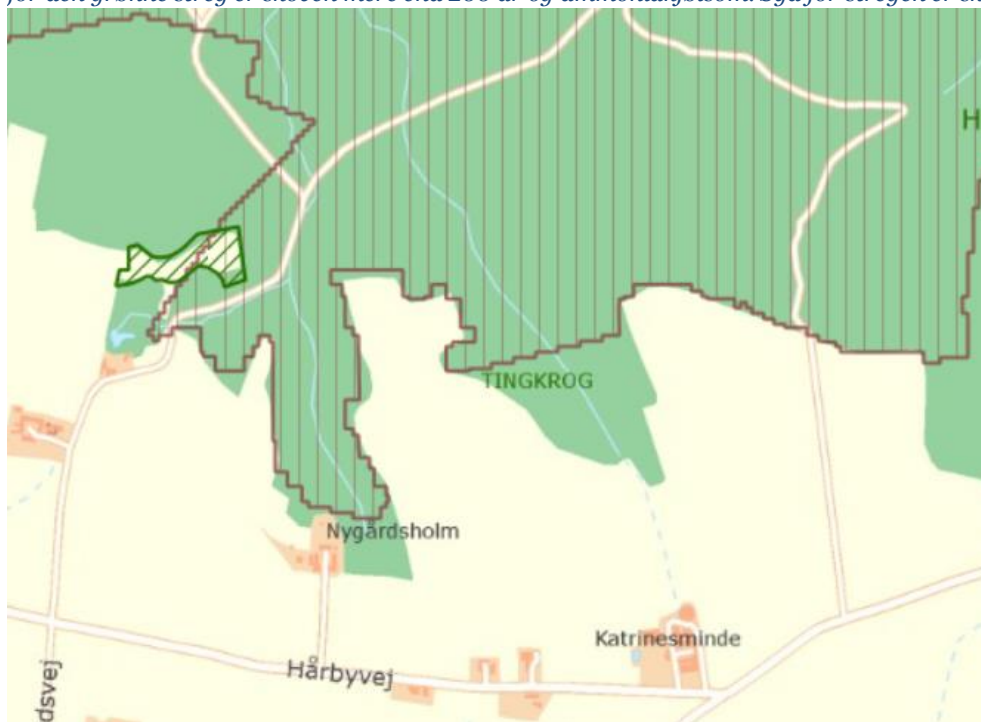 H
TINGKROG
Nygårdsholm
Katrinesminde
Hårbyvej
dsvej